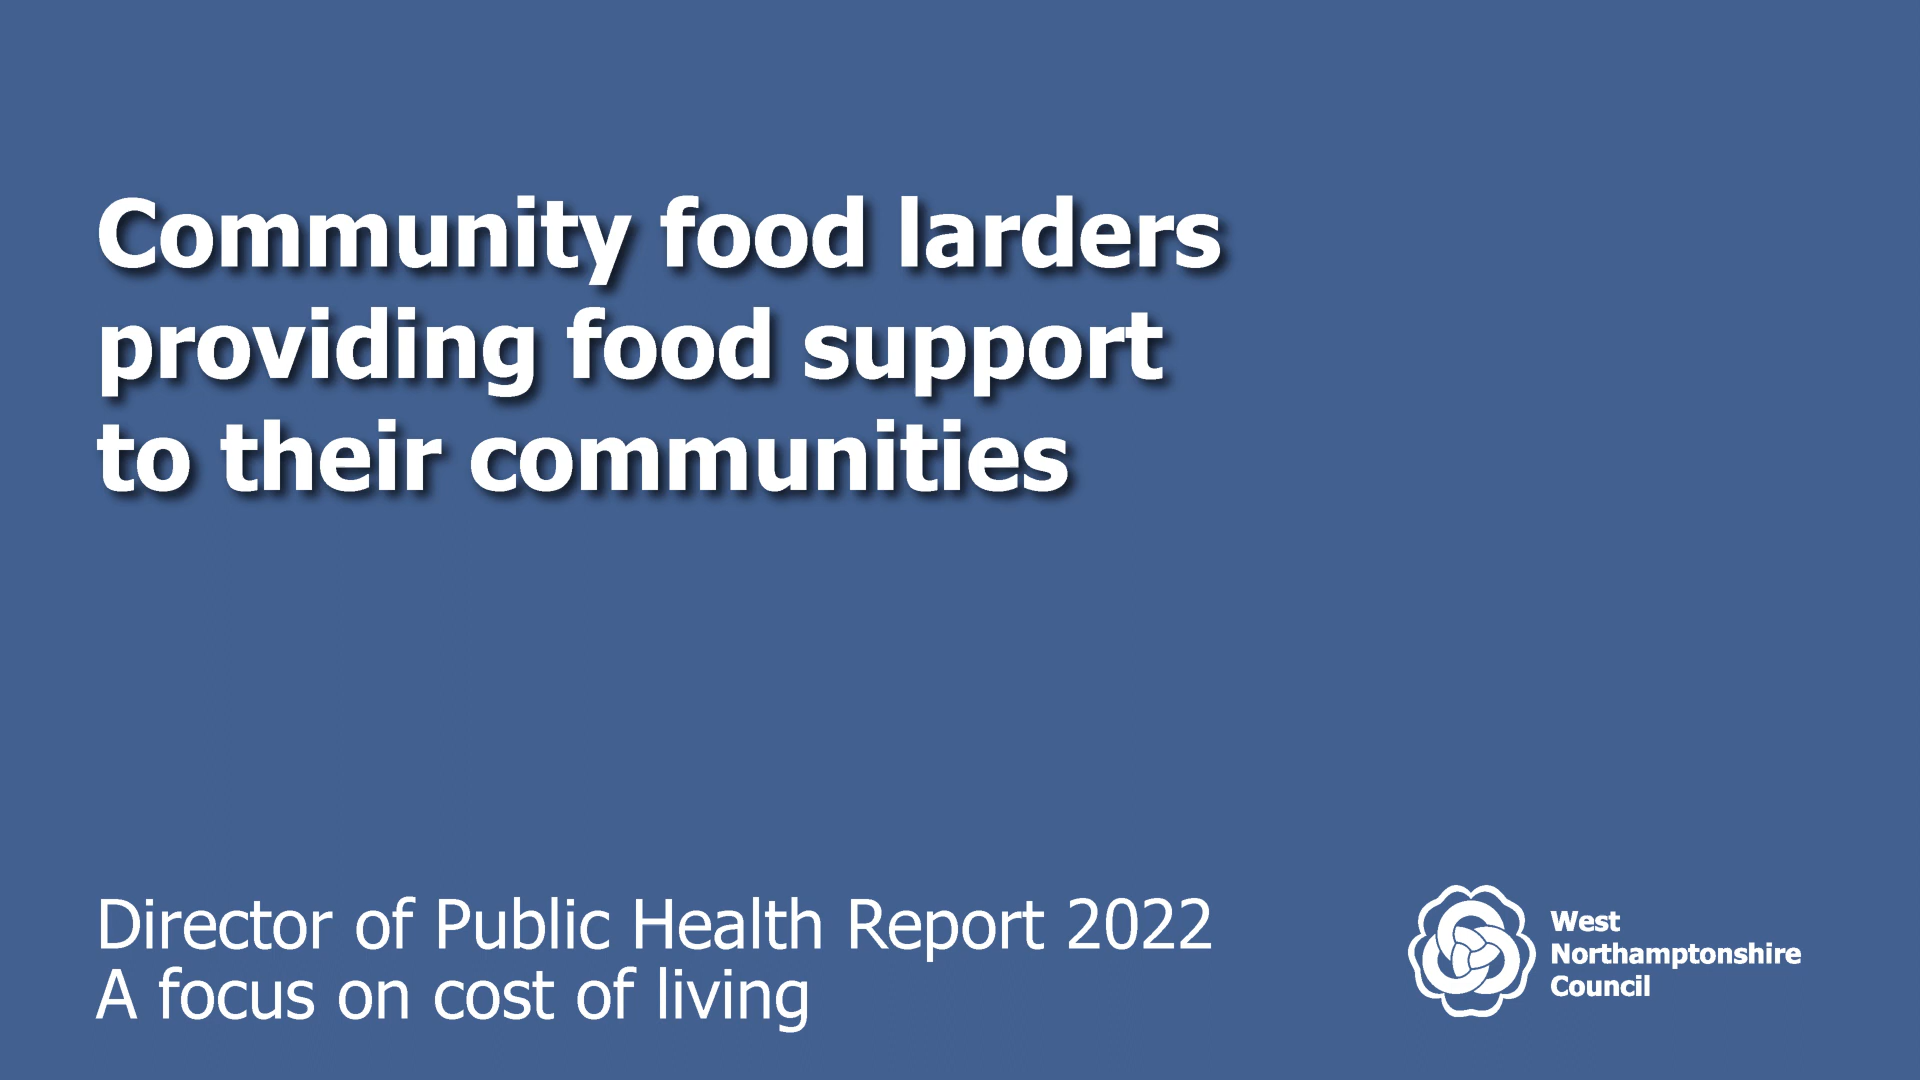 Community food larders
providing food support
to their communities
Director of Public Health Report 2022
A focus on cost of living
West
Northamptonshire
Council